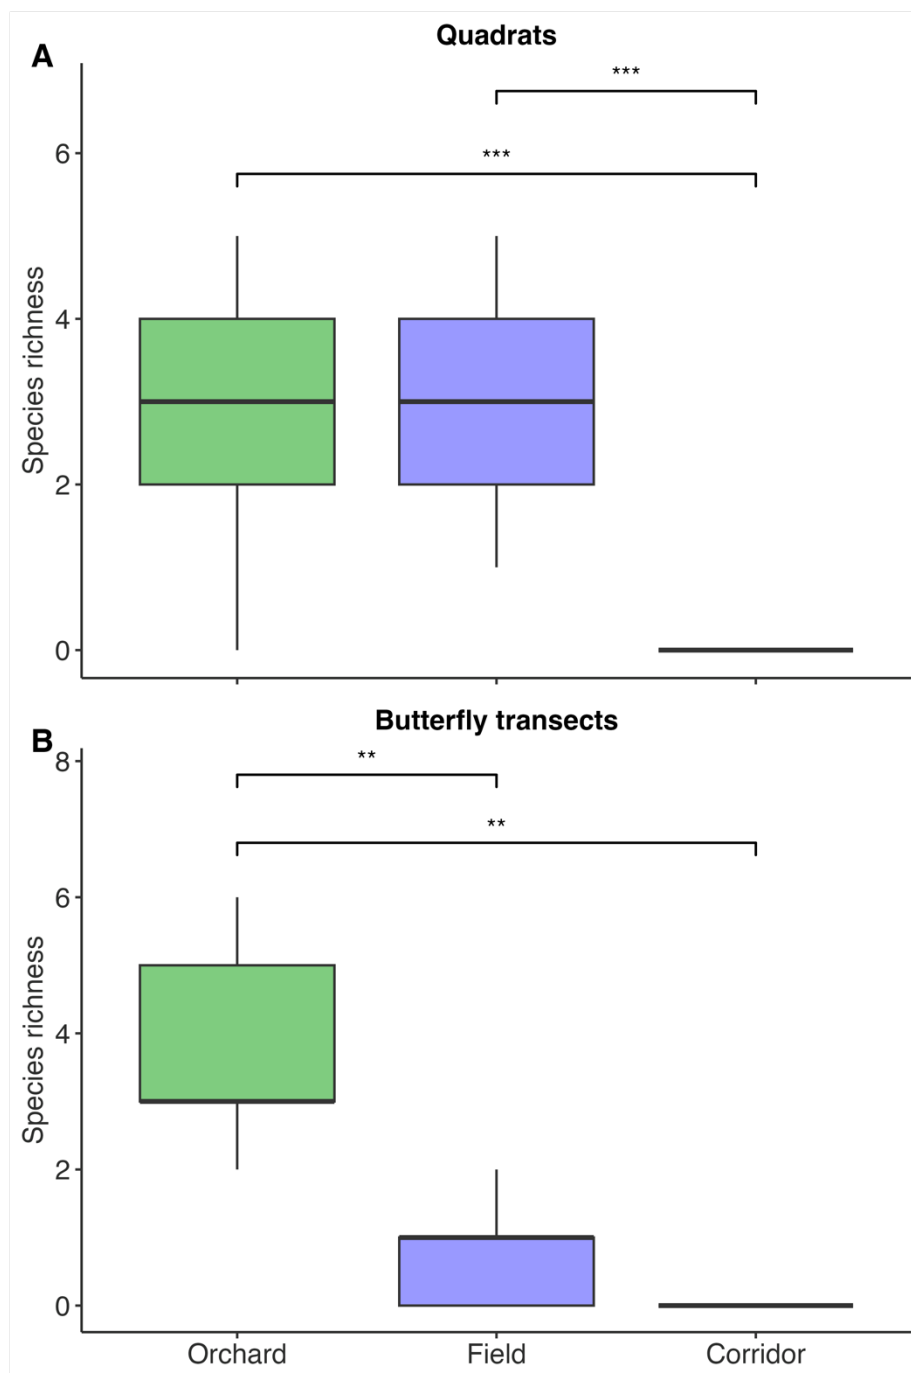 A
Quadrats
***
***
6
4
2
0
Species richness
B
Butterfly transects
**
**
8
6
4
2
0
Species richness
Orchard Field Corridor